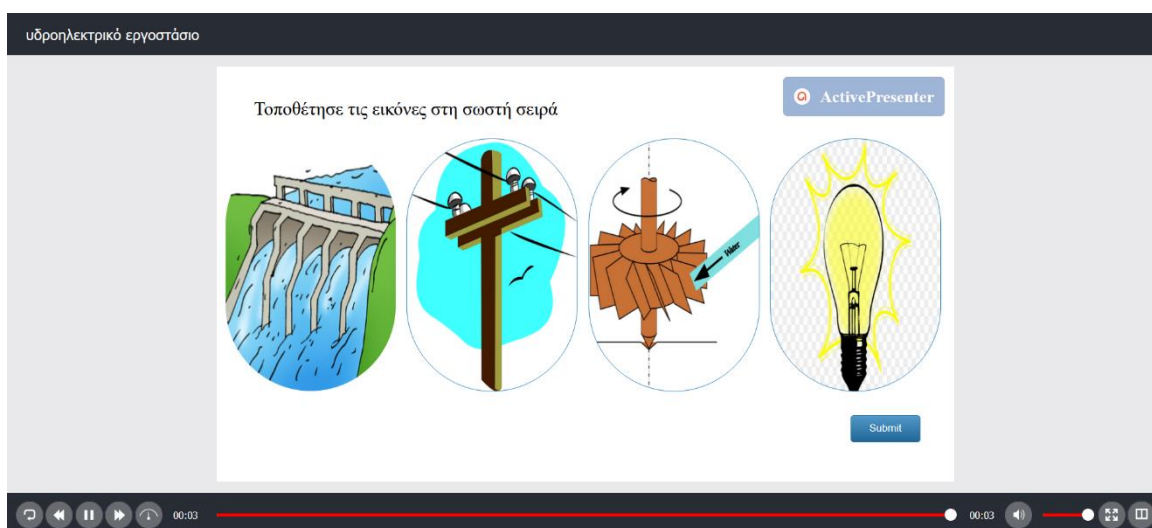 υδροηλεκτρικό εργοστάσιο
Τοποθέτησε τις εικόνες στη σωστή σειρά
ActivePresenter
Water
Submit
00:03
00:03